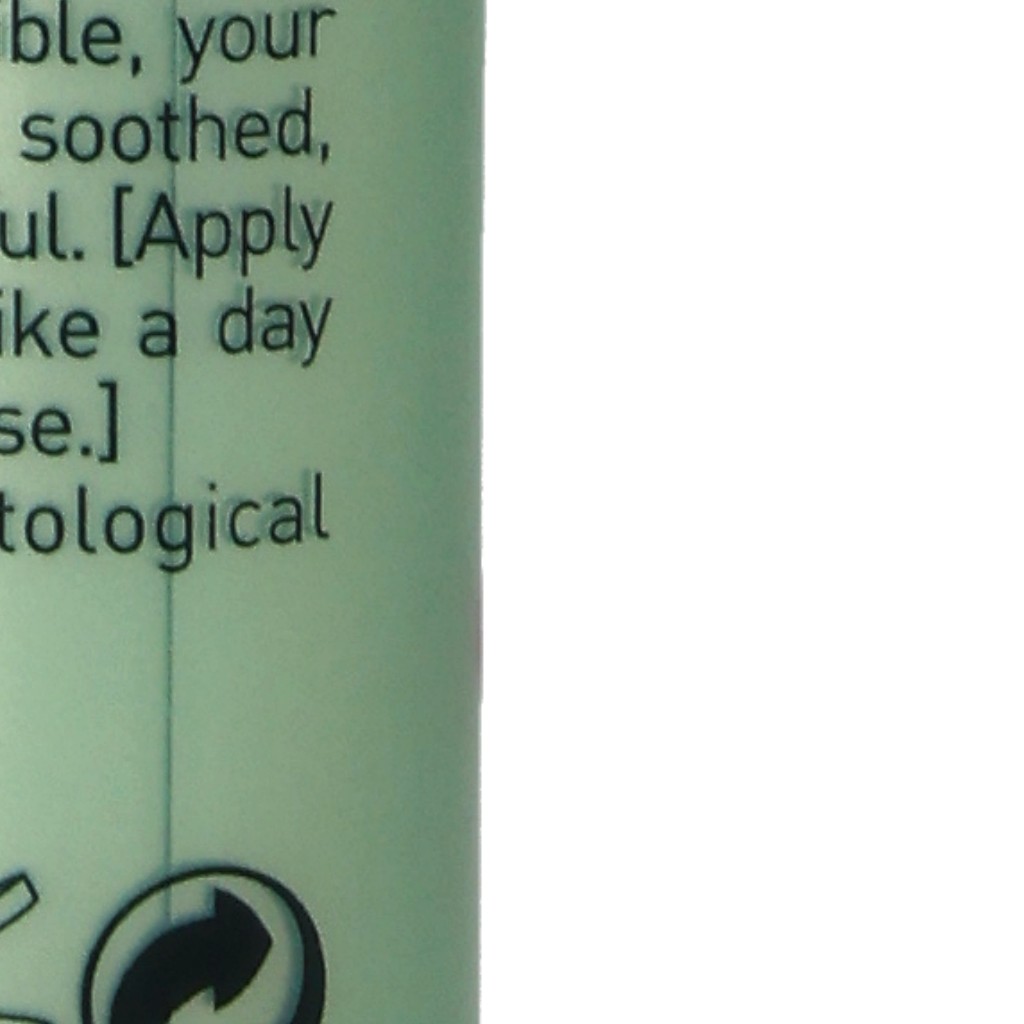 ble, your
soothed,
ul. [Apply
ike a day
se.]
tological